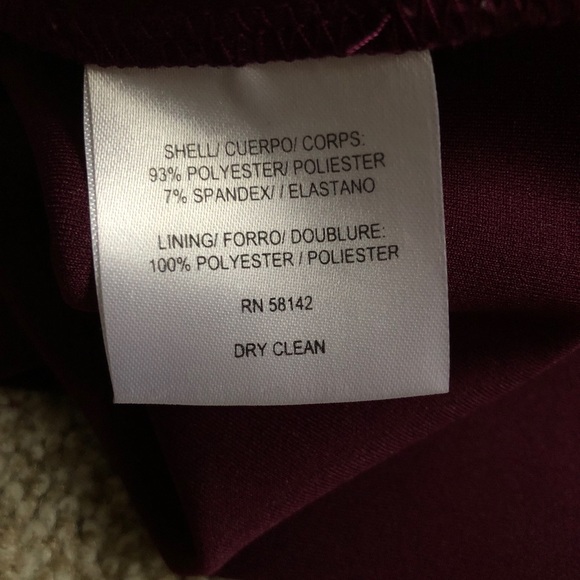 SHELL/ CUERPO/ CORPS:
93% POLYESTER/ POLIESTER
7% SPANDEX/ / ELASTANO
LINING/ FORRO/ DOUBLURE:
100% POLYESTER / POLIESTER
RN 58142
DRY CLEAN